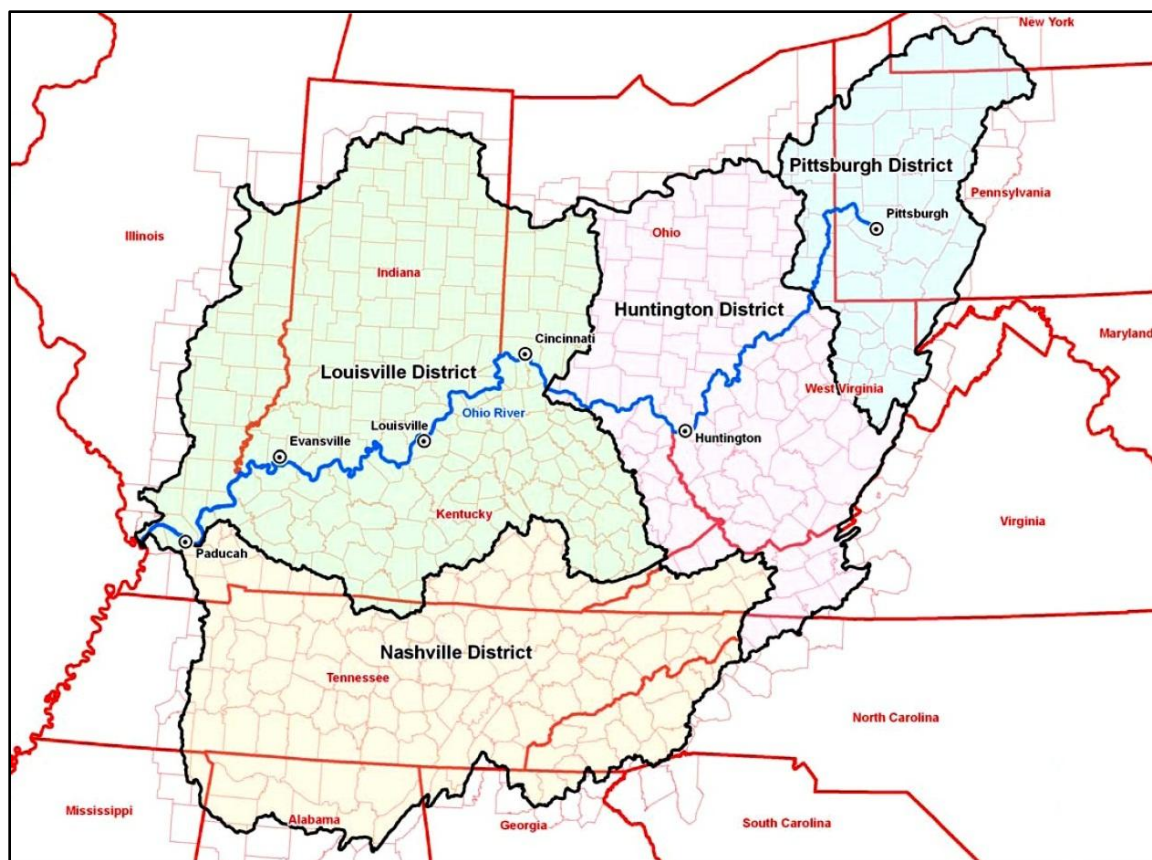 New York
Pittsburgh District
Pennsylvania
Pittsburgh
Illinois
Ohio
Indiana
Huntington District
Maryland
Cincinnati
Louisville District
West Virginia
Ohio River
Louisville
Huntington
Evansville
Kentucky
Virginia
Paducah
Nashville District
Tennessee
North Carolina
Mississippi
Alabama
Georgia
South Carolina